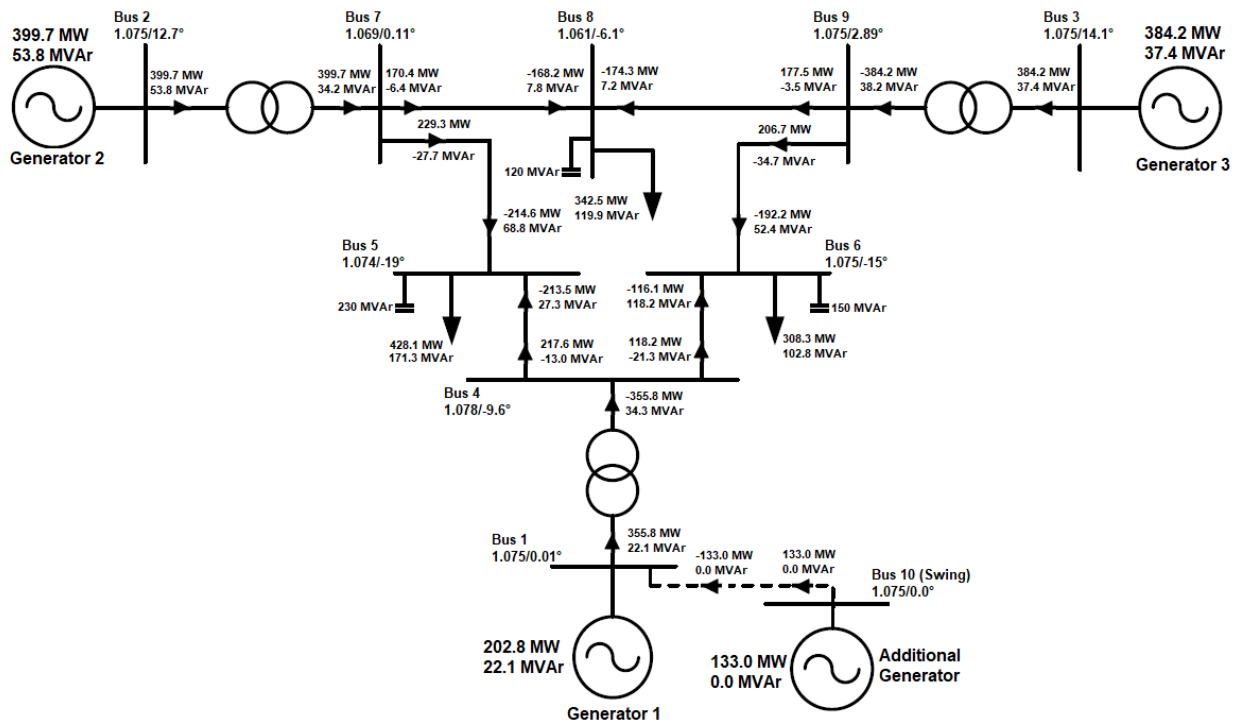 399.7 MW
53.8 MVAr
Generator 2
Bus 2
1.075/12.7°
399.7 MW
53.8 MVAr
399.7 MW
34.2 MVAr
Bus 7
1.069/0.11°
170.4 MW
-6.4 MVAr
229.3 MW
-27.7 MVAr
-168.2 MW
7.8 MVAr
Bus 8
1.061/-6.1°
-174.3 MW
7.2 MVAr
120 MVAr
342.5 MW
119.9 MVAr
177.5 MW
-3.5 MVAr
Bus 9
1.075/2.89°
-384.2 MW
38.2 MVAr
206.7 MW
-34.7 MVAr
384.2 MW
37.4 MVAr
Bus 3
1.075/14.1°
384.2 MW
37.4 MVAr
Generator 3
-214.6 MW
68.8 MVAr
-192.2 MW
52.4 MVAr
Bus 5
1.074/-19°
230 MVAr
428.1 MW
171.3 MVAr
-213.5 MW
27.3 MVAr
217.6 MW
-13.0 MVAr
-116.1 MW
118.2 MVAr
118.2 MW
-21.3 MVAr
Bus 6
1.075/-15°
150 MVAr
308.3 MW
102.8 MVAr
Bus 4
1.078/-9.6°
-355.8 MW
34.3 MVAr
355.8 MW
22.1 MVAr
Bus 1
1.075/0.01°
-133.0 MW
0.0 MVAr
133.0 MW
0.0 MVAr
Bus 10 (Swing)
1.075/0.0°
202.8 MW
22.1 MVAr
Generator 1
133.0 MW
0.0 MVAr
Additional
Generator